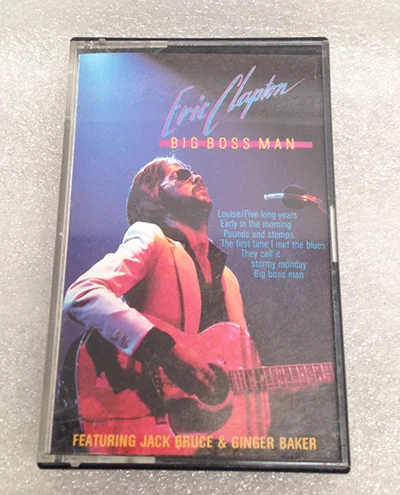 Eric Clapton
BIG BOSS MAN
Louise/Five long years
Early in the morning
Pounds and stomps
The first time I met the blues
They call it
stormy monday
Big boss man
FEATURING JACK BRUCE & GINGER BAKER